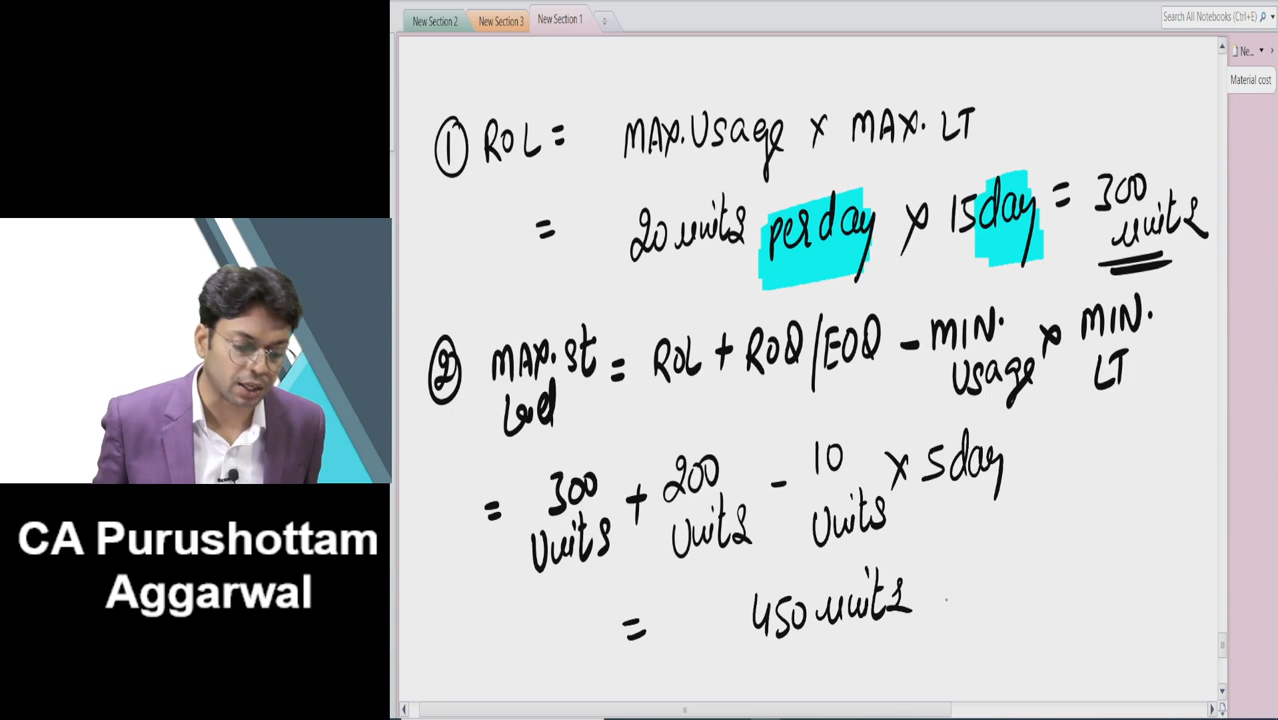 New Section 2
New Section 3
New Section 1
Search All Notebooks (Ctrl+E)
Ne...
Material cost
① ROL = MAX. Usage × MAX. LT
= 20 units per day × 15 day = 300 units
② MAX. st Level = ROL + ROQ/EOQ - MIN. Usage × MIN. LT
= 300 Units + 200 Units - 10 Units × 5 day
= 450 units
CA Purushottam
Aggarwal